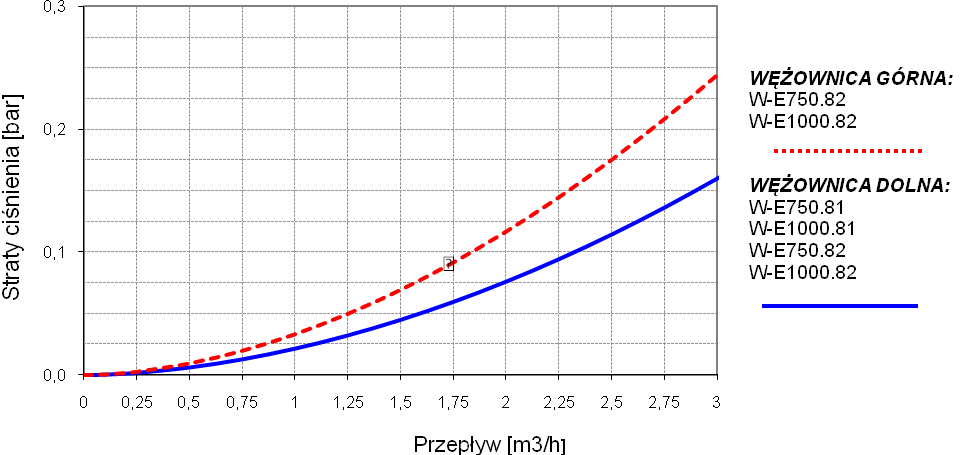 0,3
0,2
0,1
0,0
Straty ciśnienia [bar]
2
0 0,25 0,5 0,75 1 1,25 1,5 1,75 2 2,25 2,5 2,75 3
Przepływ [m3/h]
WĘŻOWNICA GÓRNA:
W-E750.82
W-E1000.82
WĘŻOWNICA DOLNA:
W-E750.81
W-E1000.81
W-E750.82
W-E1000.82